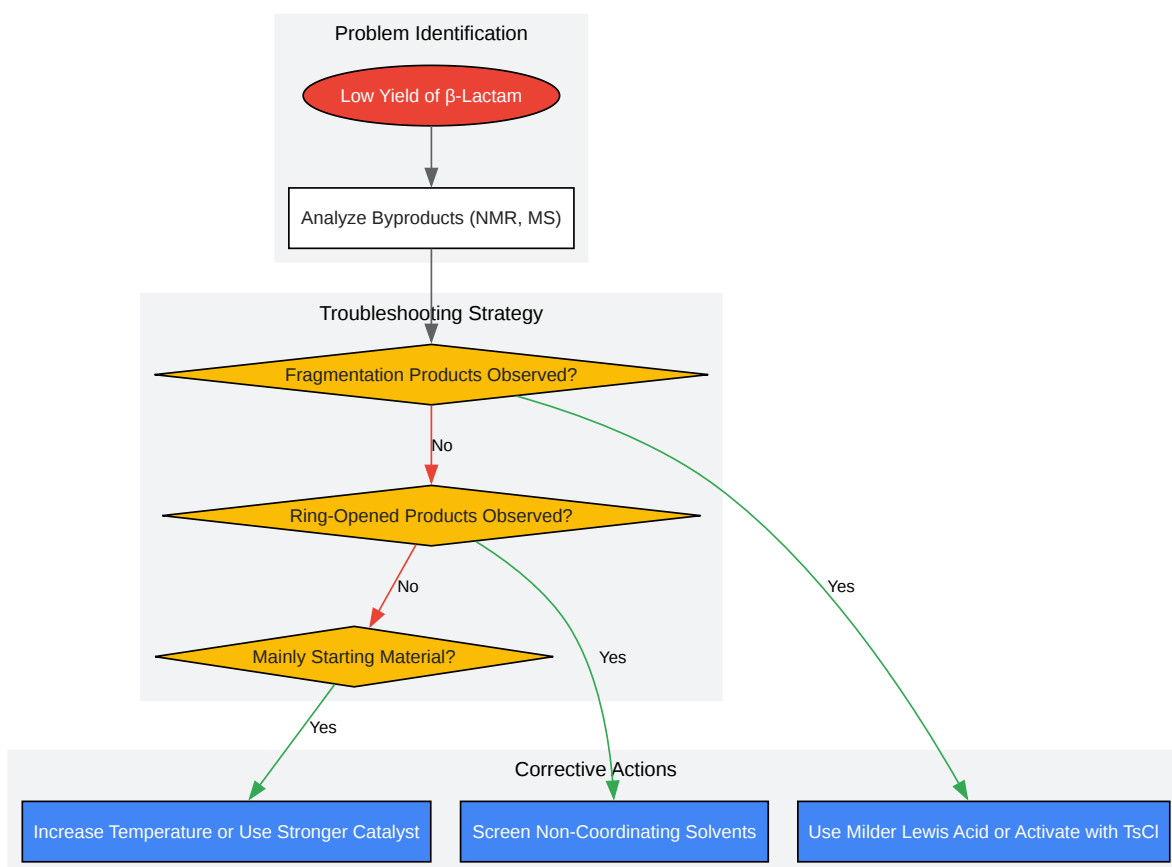 Problem Identification
Low Yield of β-Lactam
Analyze Byproducts (NMR, MS)
Troubleshooting Strategy
Fragmentation Products Observed?
No
Ring-Opened Products Observed?
No
Yes
Mainly Starting Material?
Yes
Yes
Corrective Actions
Increase Temperature or Use Stronger Catalyst
Screen Non-Coordinating Solvents
Use Milder Lewis Acid or Activate with TsCl